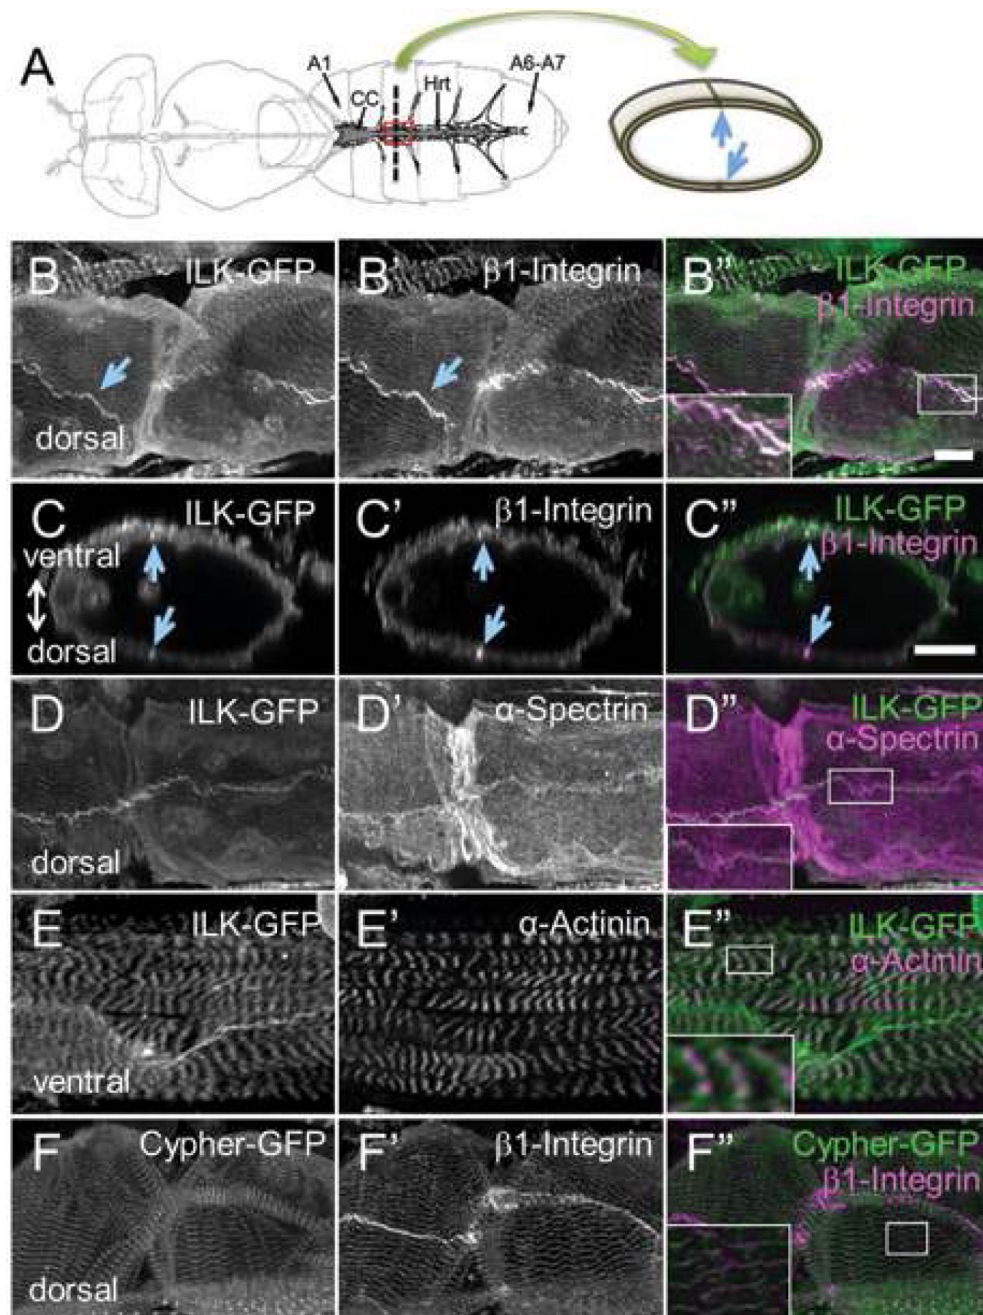 A
A1
CC
Hrt
A6-A7
B
ILK-GFP
dorsal
B'
β1-Integrin
B"
ILK-GFP
β1-Integrin
C
ILK-GFP
ventral
dorsal
C'
β1-Integrin
C"
ILK-GFP
β1-Integrin
D
ILK-GFP
dorsal
D'
α-Spectrin
D"
ILK-GFP
α-Spectrin
E
ILK-GFP
ventral
E'
α-Actinin
E"
ILK-GFP
α-Actinin
F
Cypher-GFP
dorsal
F'
β1-Integrin
F"
Cypher-GFP
β1-Integrin